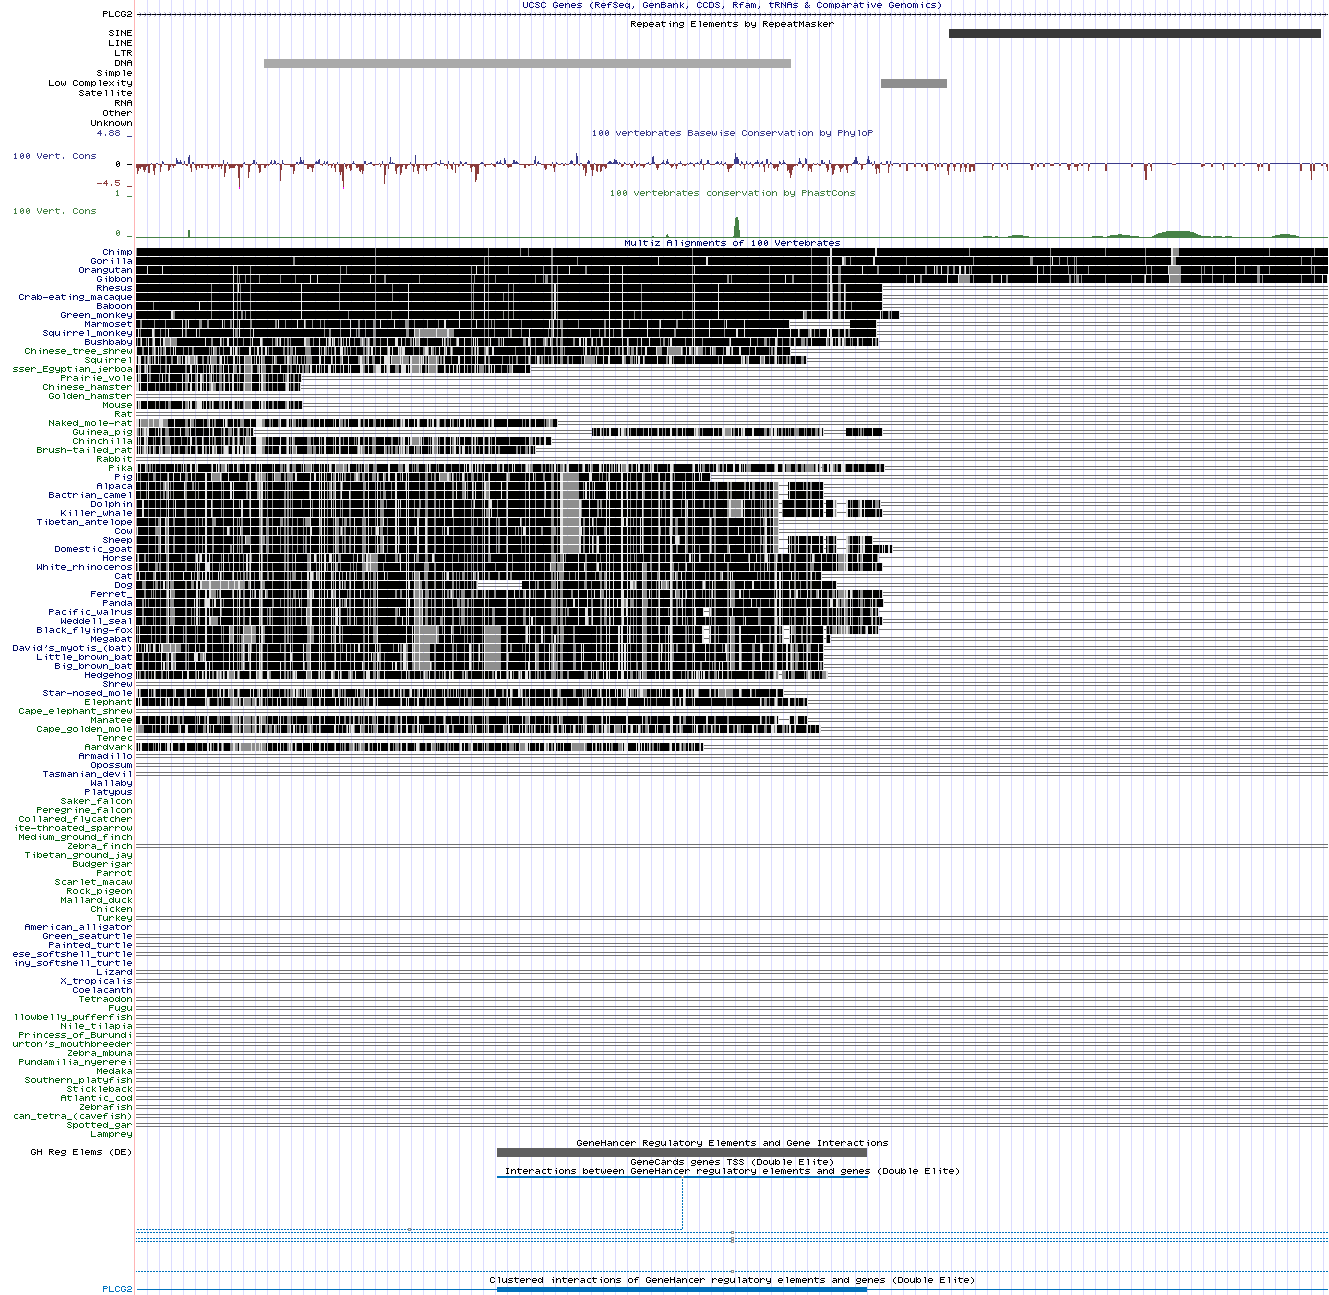 UCSC Genes (RefSeq, GenBank, CCDS, Rfam, tRNAs & Comparative Genomics)
PLCG2
Repeating Elements by RepeatMasker
SINE
LINE
LTR
DNA
Simple
Low Complexity
Satellite
RNA
Other
Unknown
4.88 _
100 vertebrates Basewise Conservation by PhyloP
100 Vert. Cons
0 _
-4.5 _
100 vertebrates conservation by PhastCons
1 _
100 Vert. Cons
0 _
Multiz Alignments of 100 Vertebrates
Chimp
Gorilla
Orangutan
Gibbon
Rhesus
Crab-eating_macaque
Baboon
Green_monkey
Marmoset
Squirrel_monkey
Bushbaby
Chinese_tree_shrew
Squirrel
sser_Egyptian_jerboa
Prairie_vole
Chinese_hamster
Golden_hamster
Mouse
Rat
Naked_mole-rat
Guinea_pig
Chinchilla
Brush-tailed_rat
Rabbit
Pika
Pig
Alpaca
Bactrian_camel
Dolphin
Killer_whale
Tibetan_antelope
Cow
Sheep
Domestic_goat
Horse
White_rhinoceros
Cat
Dog
Ferret_
Panda
Pacific_walrus
Weddell_seal
Black_flying-fox
Megabat
David's_myotis_(bat)
Little_brown_bat
Big_brown_bat
Hedgehog
Shrew
Star-nosed_mole
Elephant
Cape_elephant_shrew
Manatee
Cape_golden_mole
Tenrec
Aardvark
Armadillo
Opossum
Tasmanian_devil
Wallaby
Platypus
Saker_falcon
Peregrine_falcon
Collared_flycatcher
ite-throated_sparrow
Medium_ground_finch
Zebra_finch
Tibetan_ground_jay
Budgerigar
Parrot
Scarlet_macaw
Rock_pigeon
Mallard_duck
Chicken
Turkey
American_alligator
Green_seaturtle
Painted_turtle
ese_softshell_turtle
iny_softshell_turtle
Lizard
X_tropicalis
Coelacanth
Tetraodon
Fugu
llowbelly_pufferfish
Nile_tilapia
Princess_of_Burundi
urton's_mouthbreeder
Zebra_mbuna
Pundamilia_nyererei
Medaka
Southern_platyfish
Stickleback
Atlantic_cod
Zebrafish
can_tetra_(cavefish)
Spotted_gar
Lamprey
GeneHancer Regulatory Elements and Gene Interactions
GH Reg Elems (DE)
GeneCards genes TSS (Double Elite)
Interactions between GeneHancer regulatory elements and genes (Double Elite)
Clustered interactions of GeneHancer regulatory elements and genes (Double Elite)
PLCG2